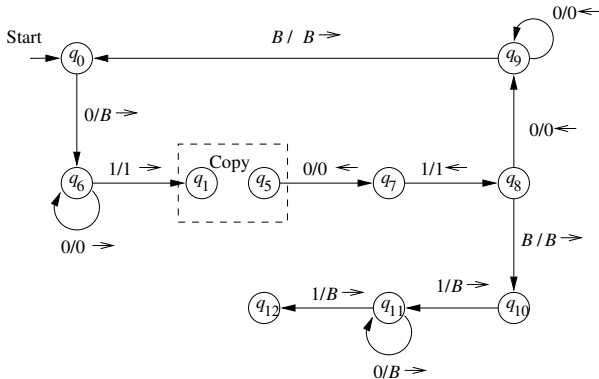 0/0 ←
Start
B / B →
q0
q9
0/B →
0/0 ←
Copy
q6
1/1 →
q1
q5
0/0 ←
q7
1/1 ←
q8
0/0 →
B / B →
q12
1/B →
q11
1/B →
q10
0/B →